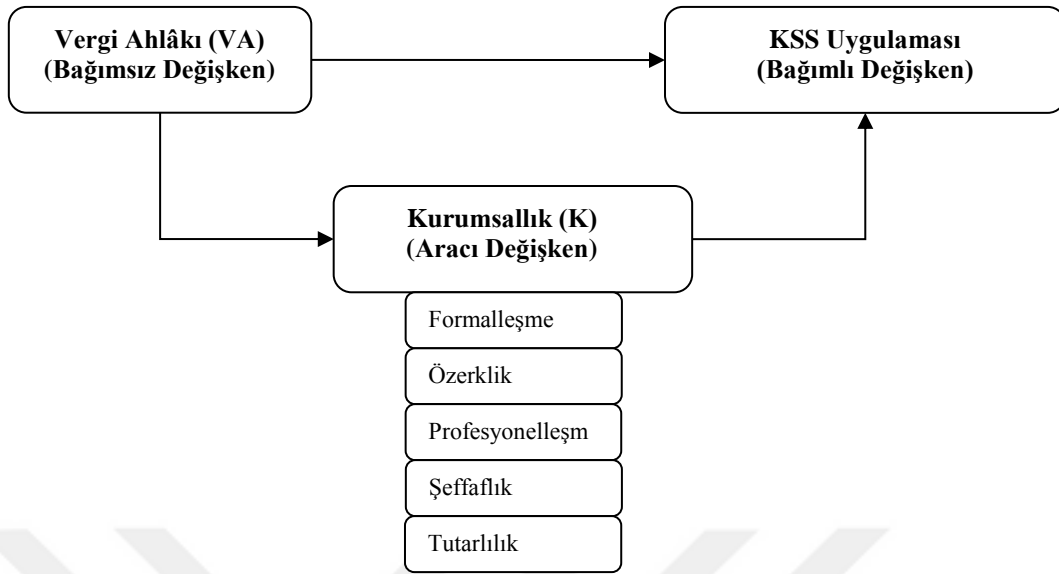 Vergi Ahlâkı (VA)
(Bağımsız Değişken)
KSS Uygulaması
(Bağımlı Değişken)
Kurumsallık (K)
(Aracı Değişken)
Formalleşme
Özerklik
Profesyonelleşm
Şeffaflık
Tutarlılık